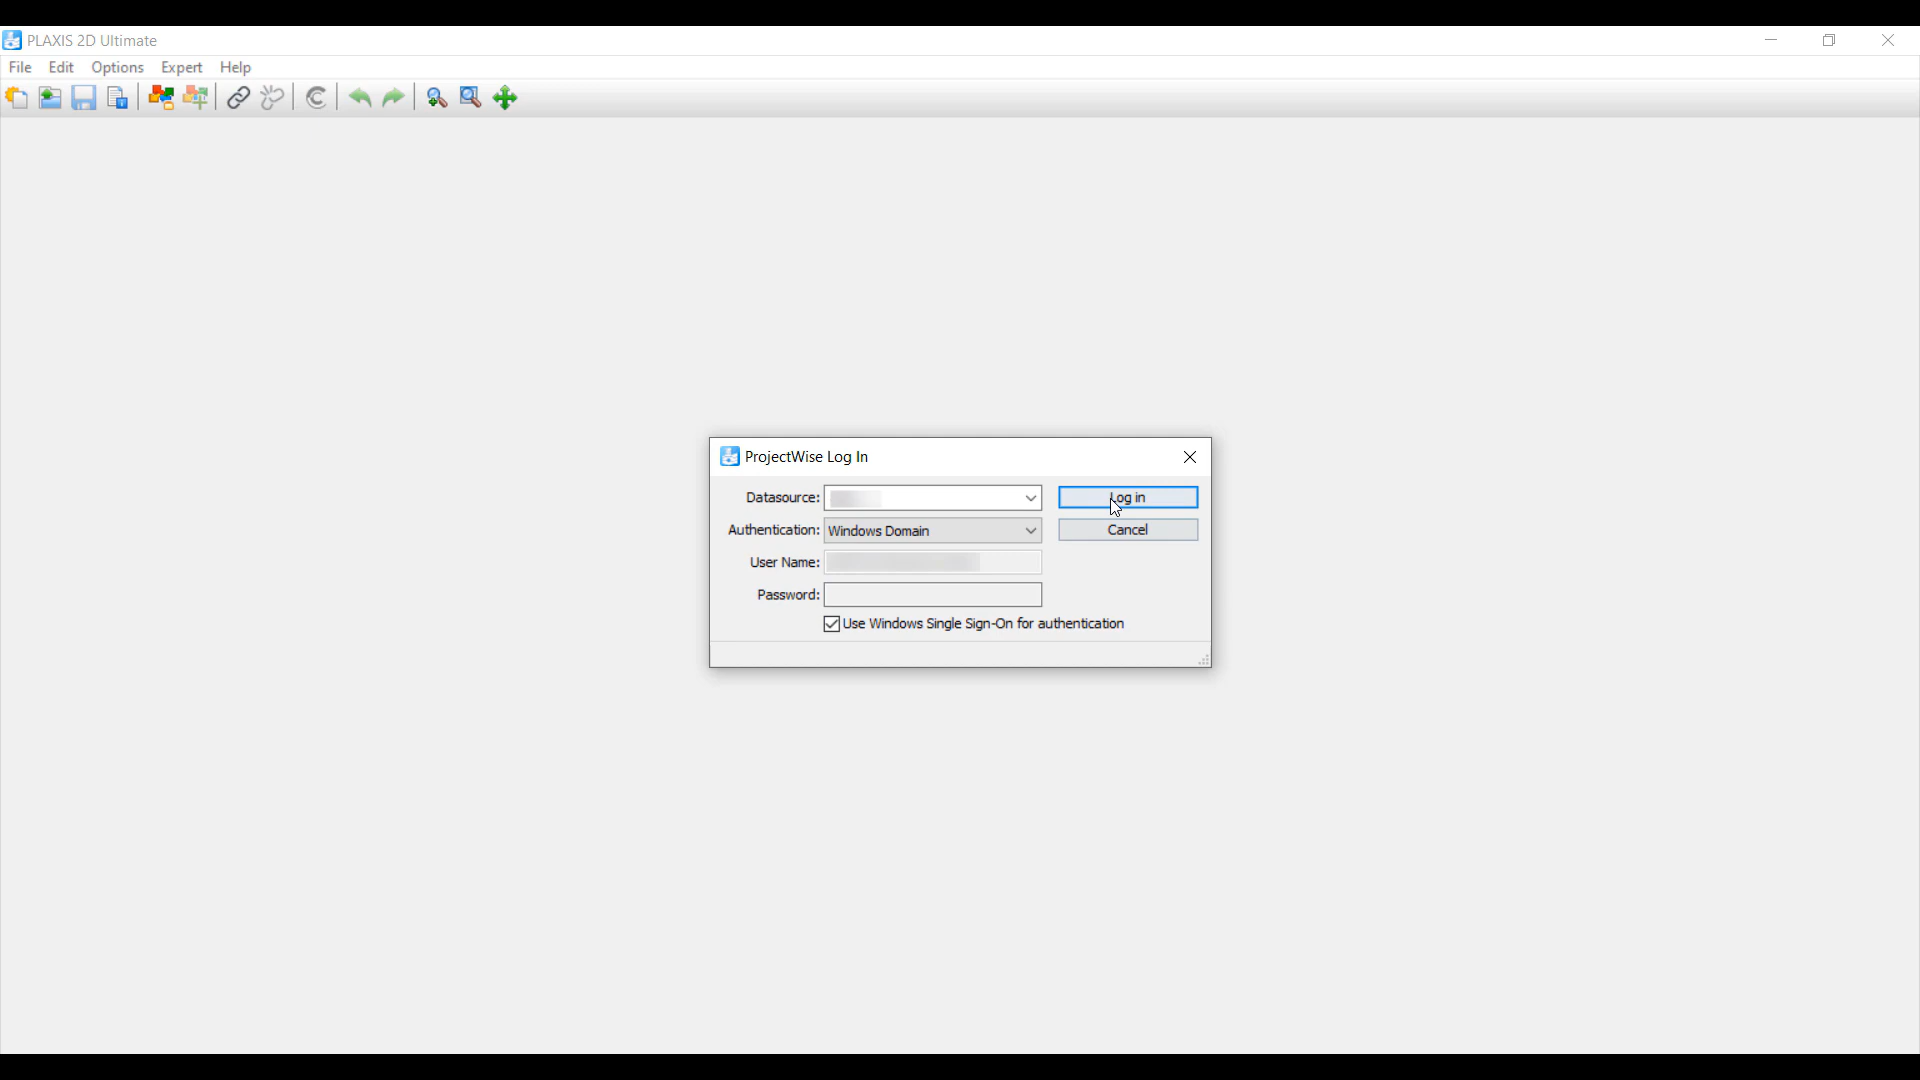 PLAXIS 2D Ultimate
File Edit Options Expert Help
ProjectWise Log In
Datasource: Log in
Authentication: Windows Domain Cancel
User Name:
Password:
Use Windows Single Sign-On for authentication